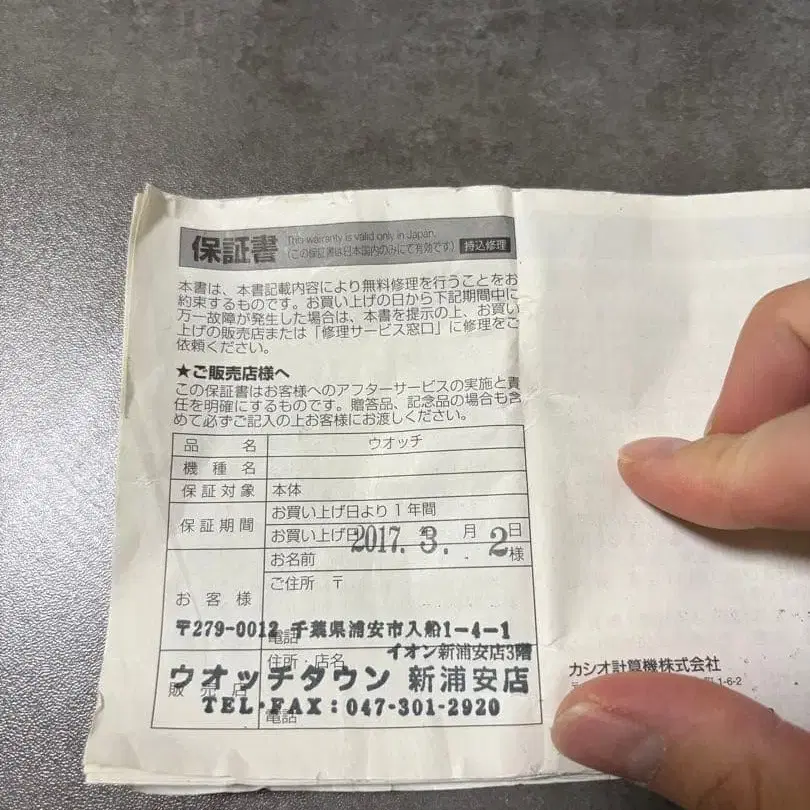 保証書 This warranty is valid only in Japan.
(この保証書は日本国内のみにて有効です) 持込修理
本書は、本書記載内容により無料修理を行うことをお
約束するものです。お買い上げの日から下記期間中に
万一故障が発生した場合は、本書を提示の上、お買い
上げの販売店または「修理サービス窓口」に修理をご
依頼ください。
★ご販売店様へ
この保証書はお客様へのアフターサービスの実施と責
任を明確にするものです。贈答品、記念品の場合も含
めて必ずご記入の上お客様にお渡しください。
品名 ウオッチ
機種名
保証対象 本体
保証期間 お買い上げ日より1年間
お買い上げ日 2017. 年 3. 月 2 日
お客様 お名前 様
ご住所 〒
電話
〒279-0012 千葉県浦安市入船1-4-1
イオン新浦安店3階
販売店 住所・店名
ウオッチタウン 新浦安店
TEL・FAX:047-301-2920
電話
カシオ計算機株式会社
1-6-2